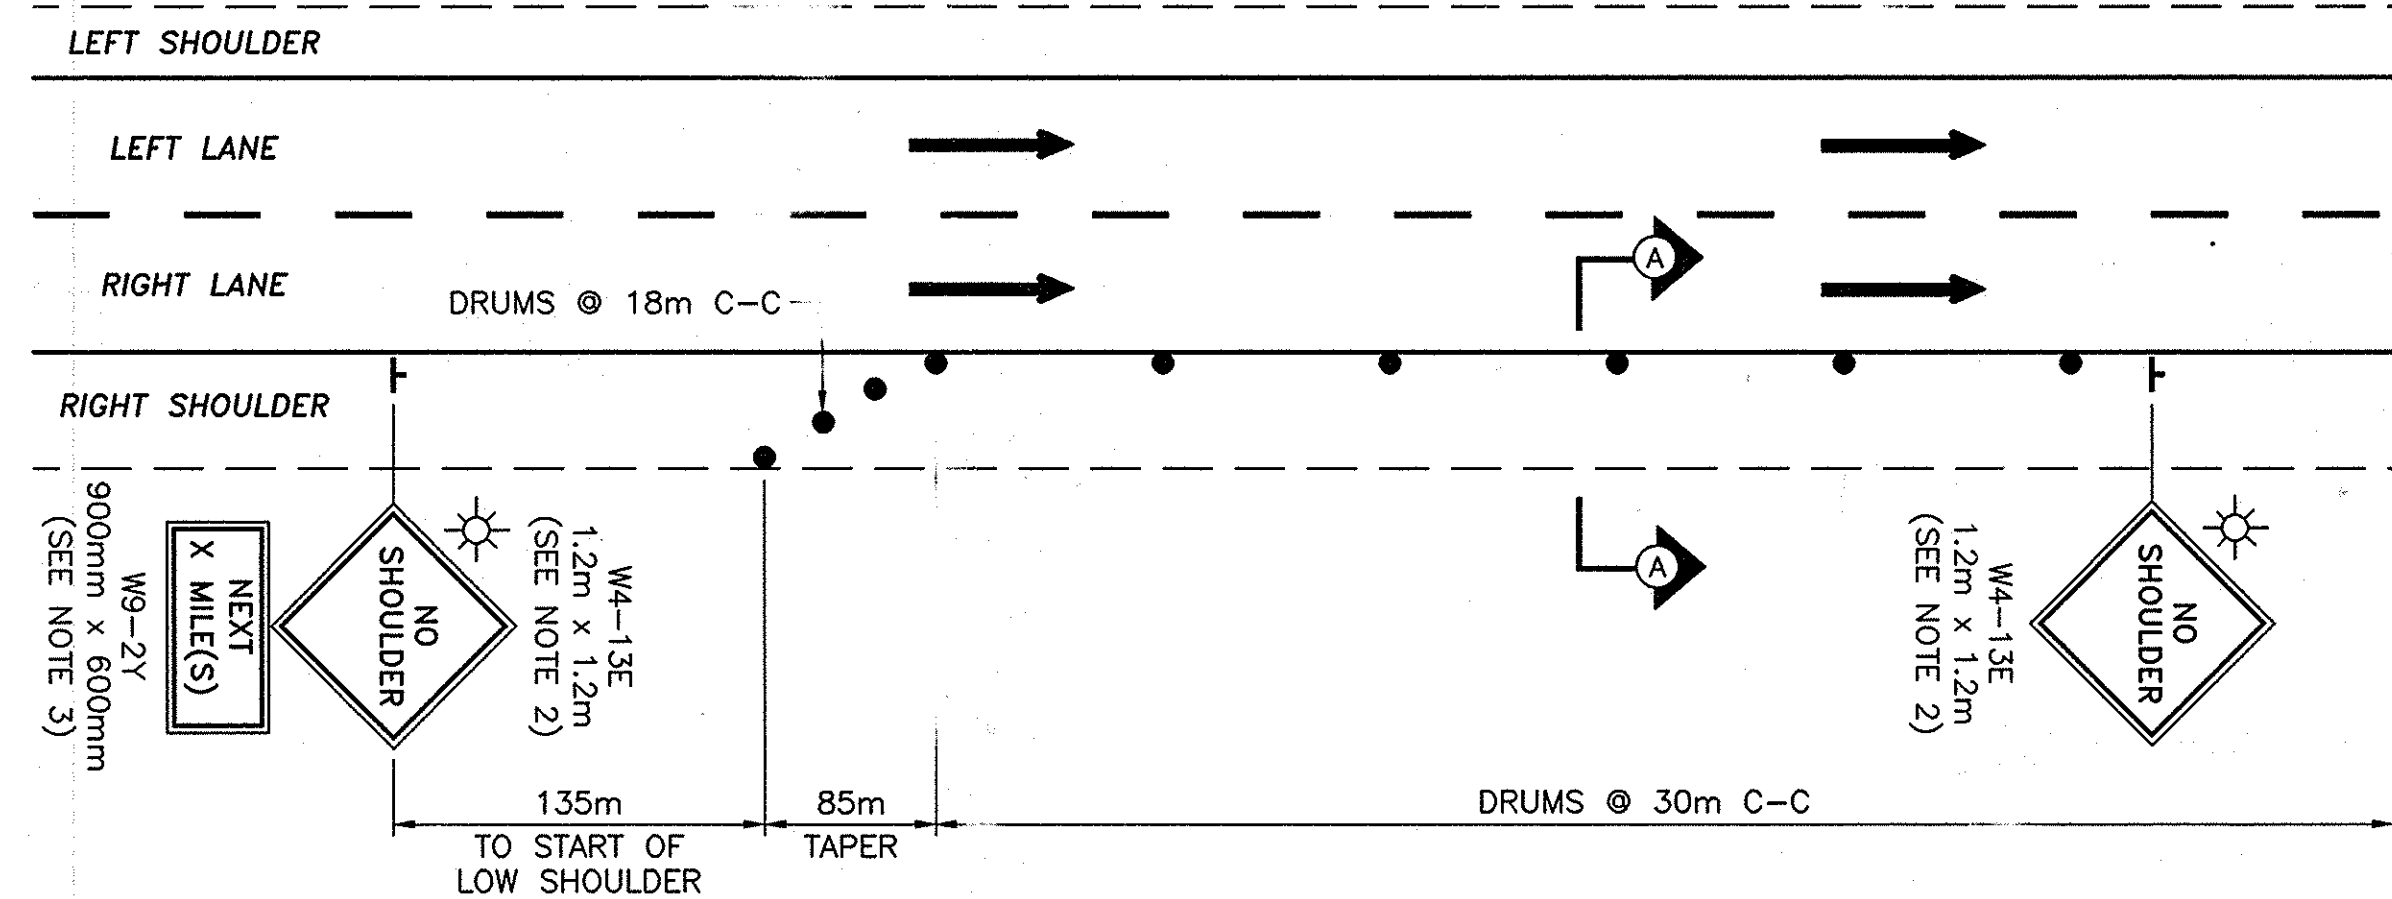 LEFT SHOULDER
LEFT LANE
RIGHT LANE
DRUMS @ 18m C-C
A
RIGHT SHOULDER
A
NO
SHOULDER
NEXT
X MILE(S)
W9-2Y
900mm x 600mm
(SEE NOTE 3)
W4-13E
1.2m x 1.2m
(SEE NOTE 2)
NO
SHOULDER
W4-13E
1.2m x 1.2m
(SEE NOTE 2)
135m
TO START OF
LOW SHOULDER
85m
TAPER
DRUMS @ 30m C-C